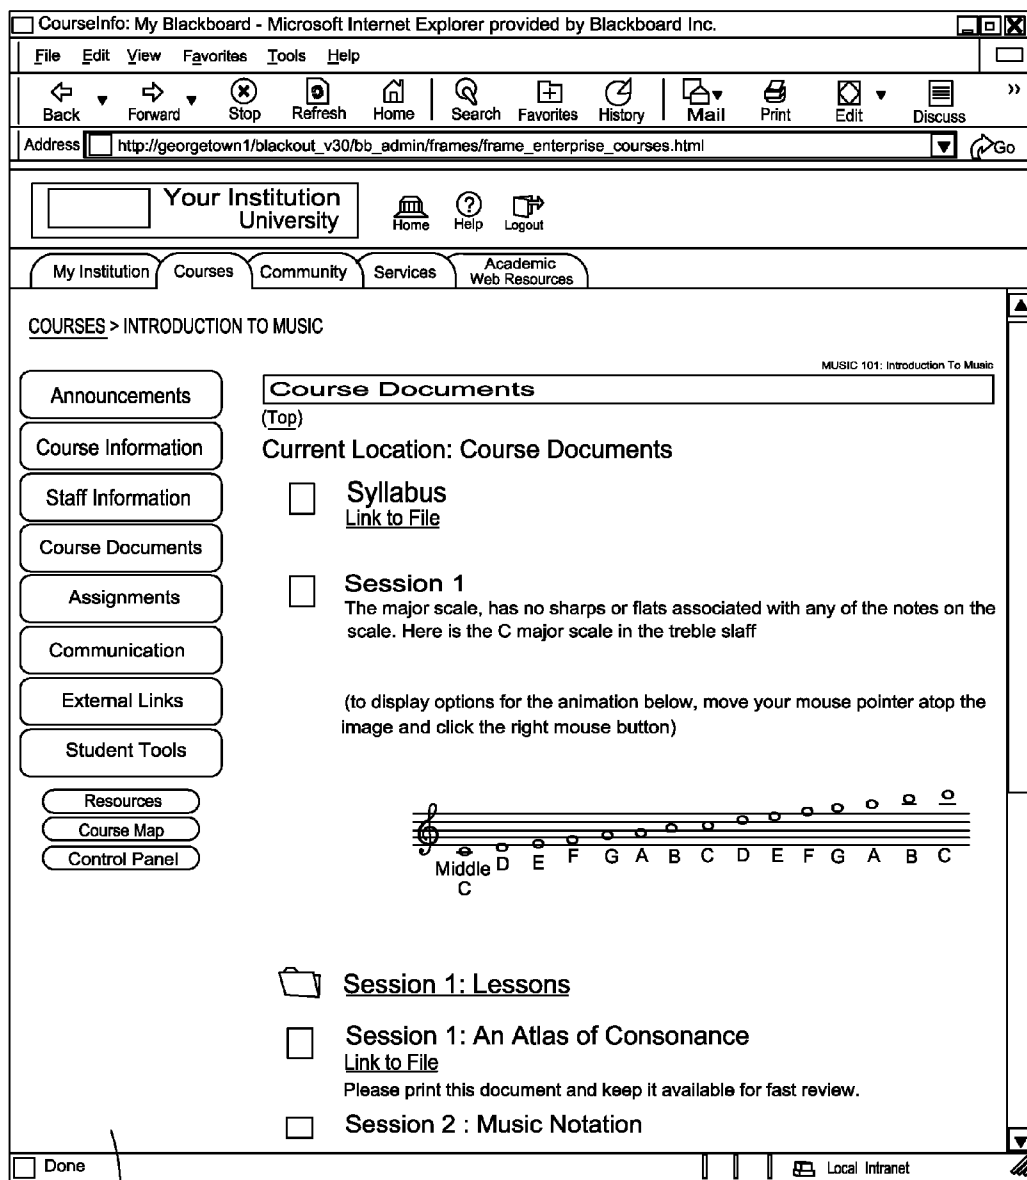 CourseInfo: My Blackboard - Microsoft Internet Explorer provided by Blackboard Inc.
File Edit View Favorites Tools Help
Back Forward Stop Refresh Home Search Favorites History Mail Print Edit Discuss »
Address http://georgetown1/blackout_v30/bb_admin/frames/frame_enterprise_courses.html Go
Your Institution
University
Home Help Logout
My Institution Courses Community Services Academic
Web Resources
COURSES > INTRODUCTION TO MUSIC
MUSIC 101: Introduction To Music
Announcements
Course Information
Staff Information
Course Documents
Assignments
Communication
External Links
Student Tools
Resources
Course Map
Control Panel
Course Documents
(Top)
Current Location: Course Documents
Syllabus
Link to File
Session 1
The major scale, has no sharps or flats associated with any of the notes on the
scale. Here is the C major scale in the treble slaff
(to display options for the animation below, move your mouse pointer atop the
image and click the right mouse button)
Middle D E F G A B C D E F G A B C
C
Session 1: Lessons
Session 1: An Atlas of Consonance
Link to File
Please print this document and keep it available for fast review.
Session 2 : Music Notation
Done Local Intranet